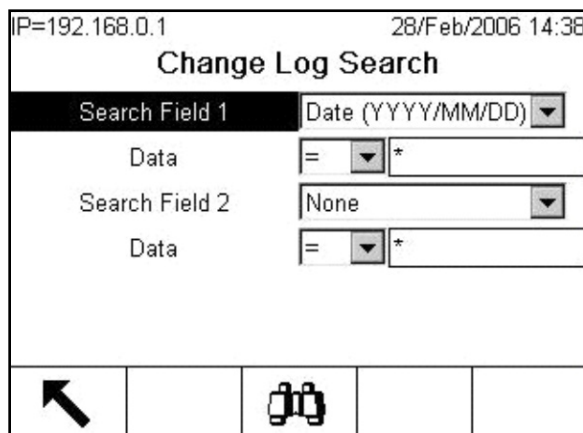 IP=192.168.0.1 28/Feb/2006 14:38
Change Log Search
Search Field 1 Date (YYYY/MM/DD)
Data = *
Search Field 2 None
Data = *